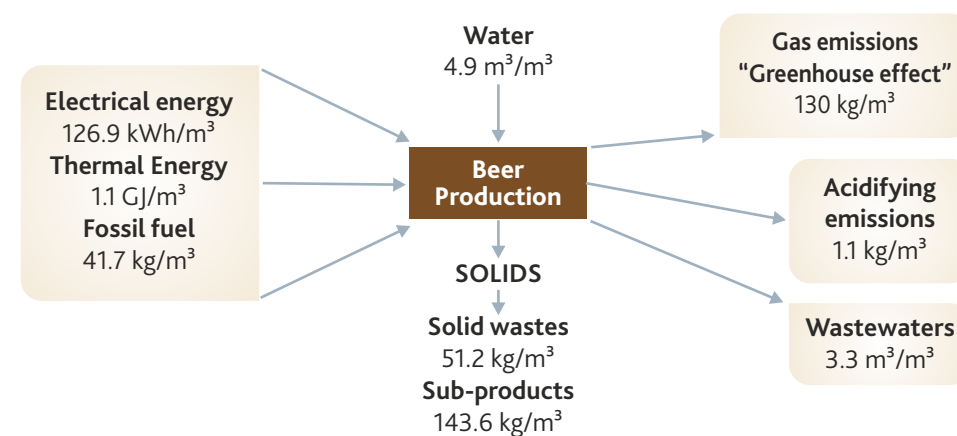 Electrical energy
126.9 kWh/m³
Thermal Energy
1.1 GJ/m³
Fossil fuel
41.7 kg/m³
Water
4.9 m³/m³
Beer
Production
SOLIDS
Solid wastes
51.2 kg/m³
Sub-products
143.6 kg/m³
Gas emissions
“Greenhouse effect”
130 kg/m³
Acidifying
emissions
1.1 kg/m³
Wastewaters
3.3 m³/m³